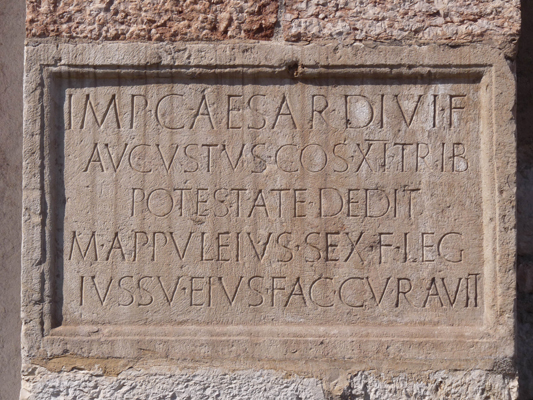 IMP·CAESAR·DIVI·F
AVGVSTVS·COS·XI·TRIB
POTESTATE·DEDIT
M·APPVLEIVS·SEX·F·LEG
IVSSV·EIVS·FAC·CVRAVIT